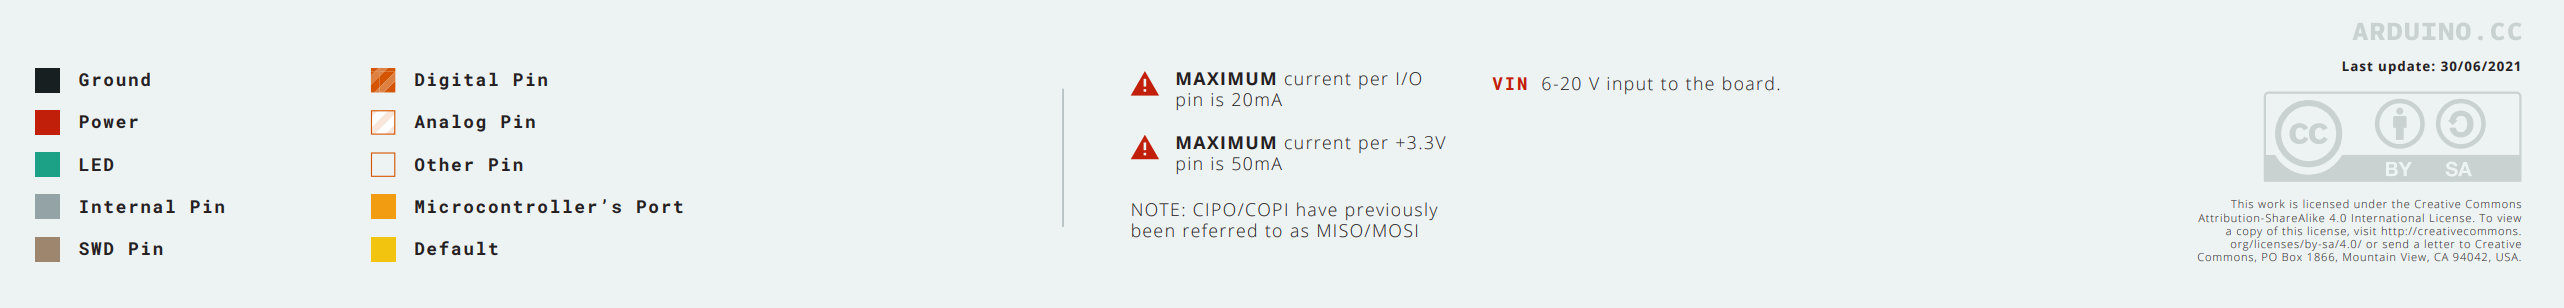 Ground
Power
LED
Internal Pin
SWD Pin
Digital Pin
Analog Pin
Other Pin
Microcontroller's Port
Default
MAXIMUM current per I/O
pin is 20mA
MAXIMUM current per +3.3V
pin is 50mA
NOTE: CIPO/COPI have previously
been referred to as MISO/MOSI
VIN 6-20 V input to the board.
ARDUINO.CC
Last update: 30/06/2021
cc
BY SA
This work is licensed under the Creative Commons
Attribution-ShareAlike 4.0 International License. To view
a copy of this license, visit http://creativecommons.
org/licenses/by-sa/4.0/ or send a letter to Creative
Commons, PO Box 1866, Mountain View, CA 94042, USA.